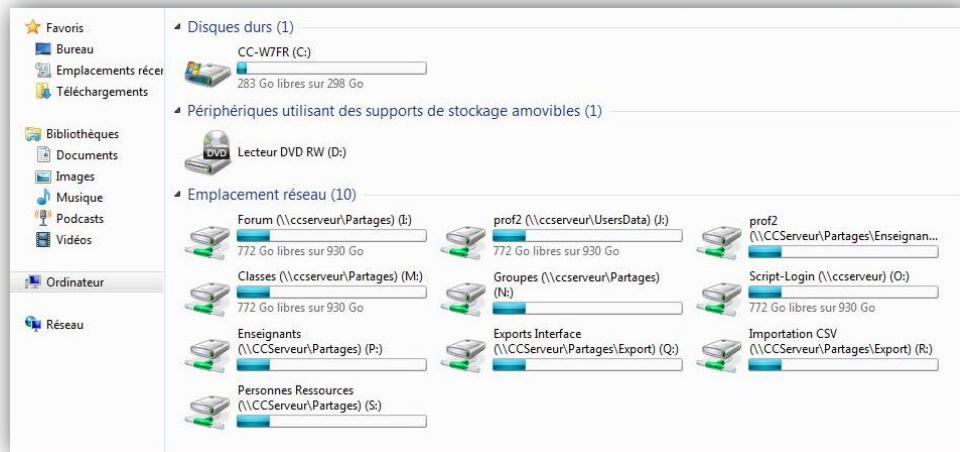 Favoris
Bureau
Emplacements récer
Téléchargements
Bibliothèques
Documents
Images
Musique
Podcasts
Vidéos
Ordinateur
Réseau
Disques durs (1)
CC-W7FR (C:)
283 Go libres sur 298 Go
Périphériques utilisant des supports de stockage amovibles (1)
DVD
Lecteur DVD RW (D:)
Emplacement réseau (10)
Forum (\\ccserveur\Partages) (I:)
772 Go libres sur 930 Go
prof2 (\\ccserveur\UsersData) (J:)
772 Go libres sur 930 Go
prof2
(\\CCServeur\Partages\Enseignan...
Classes (\\ccserveur\Partages) (M:)
772 Go libres sur 930 Go
Groupes (\\ccserveur\Partages)
(N:)
Script-Login (\\ccserveur) (O:)
772 Go libres sur 930 Go
Enseignants
(\\CCServeur\Partages) (P:)
Exports Interface
(\\CCServeur\Partages\Export) (Q:)
Importation CSV
(\\CCServeur\Partages\Export) (R:)
Personnes Ressources
(\\CCServeur\Partages) (S:)